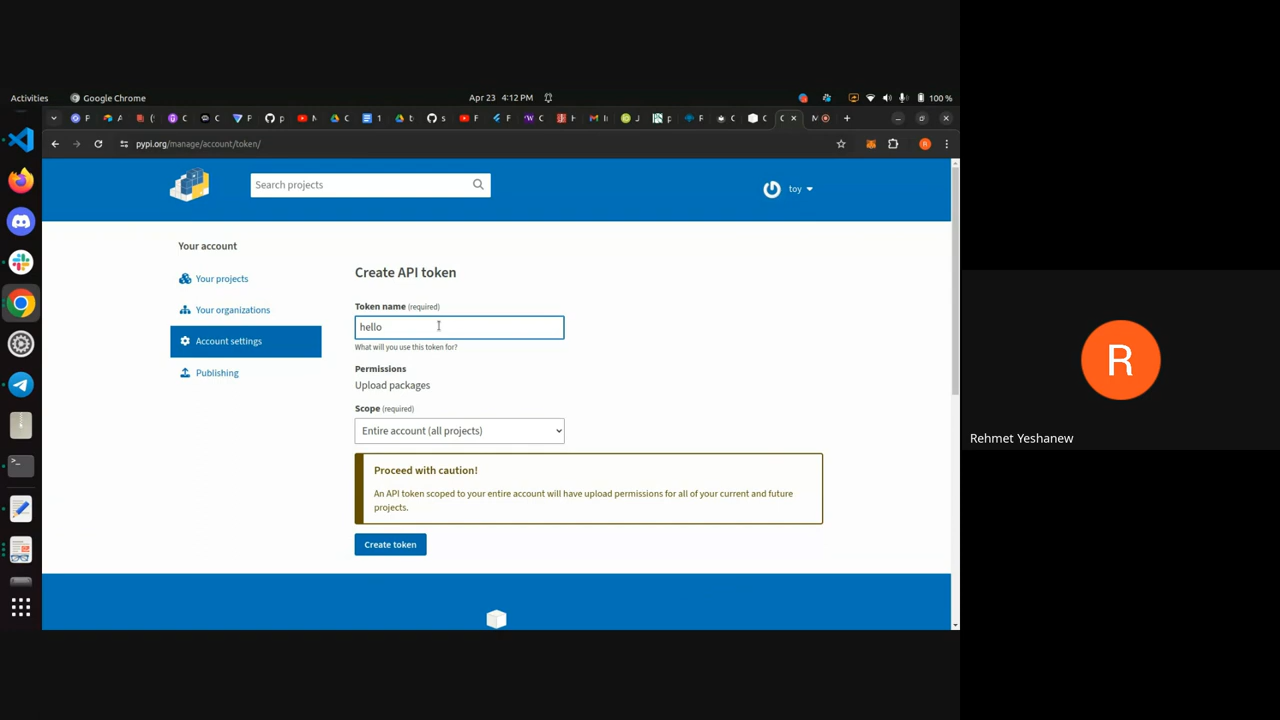 Activities
Google Chrome
Apr 23 4:12 PM
100 %
pypi.org/manage/account/token/
Search projects
toy
Your account
Your projects
Your organizations
Account settings
Publishing
Create API token
Token name (required)
hello
What will you use this token for?
Permissions
Upload packages
Scope (required)
Entire account (all projects)
Proceed with caution!
An API token scoped to your entire account will have upload permissions for all of your current and future
projects.
Create token
R
Rehmet Yeshanew